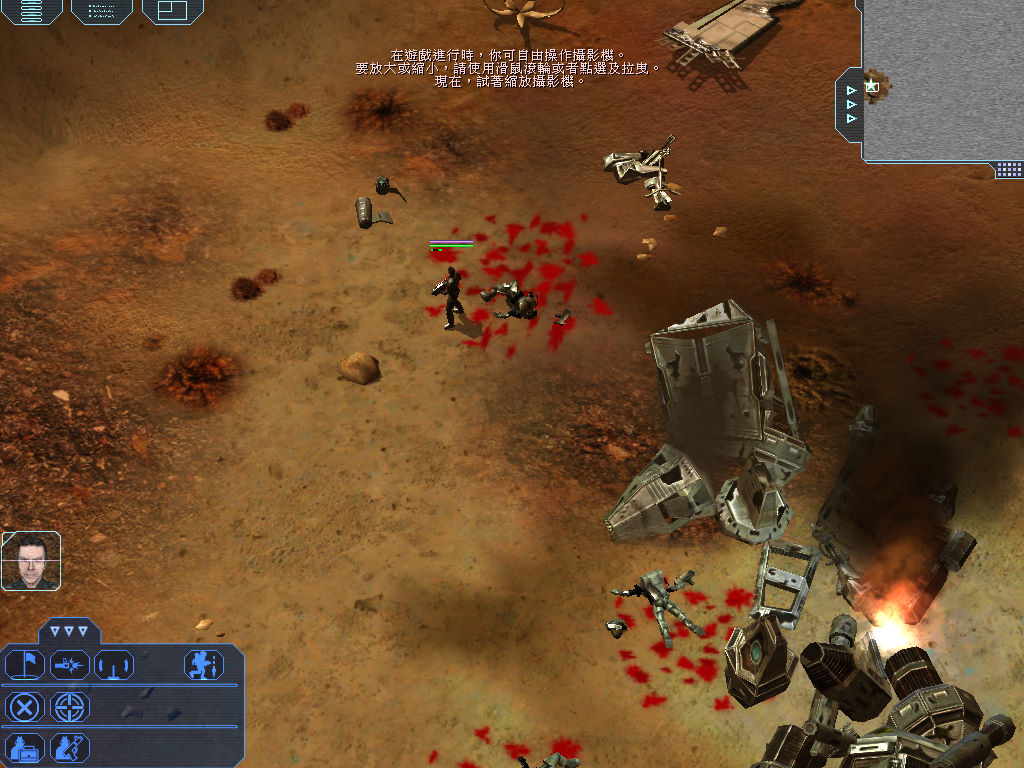 在遊戲進行時，你可自由操作攝影機。
要放大或縮小，請使用滑鼠滾輪或者點選及拉曳。
現在，試著縮放攝影機。